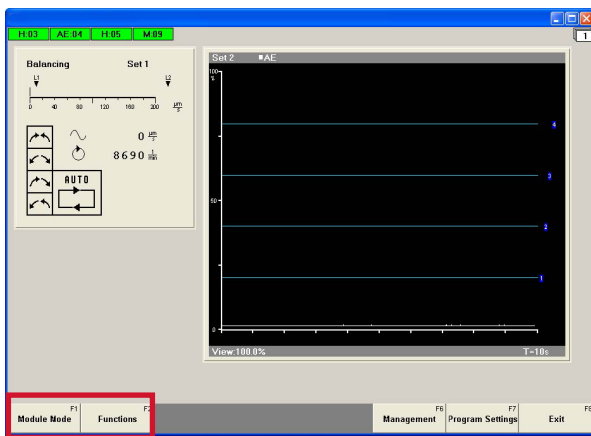 H:03 AE:04 H:05 M:09
1
Balancing Set 1
L1 L2
0 40 80 120 160 200 µm/s
0 µm/s
8690 1/min
AUTO
Set 2 ■AE
100
%
4
3
50
2
1
0
View:100.0% T=10s
F1 F2 F6 F7 F8
Module Node Functions Management Program Settings Exit